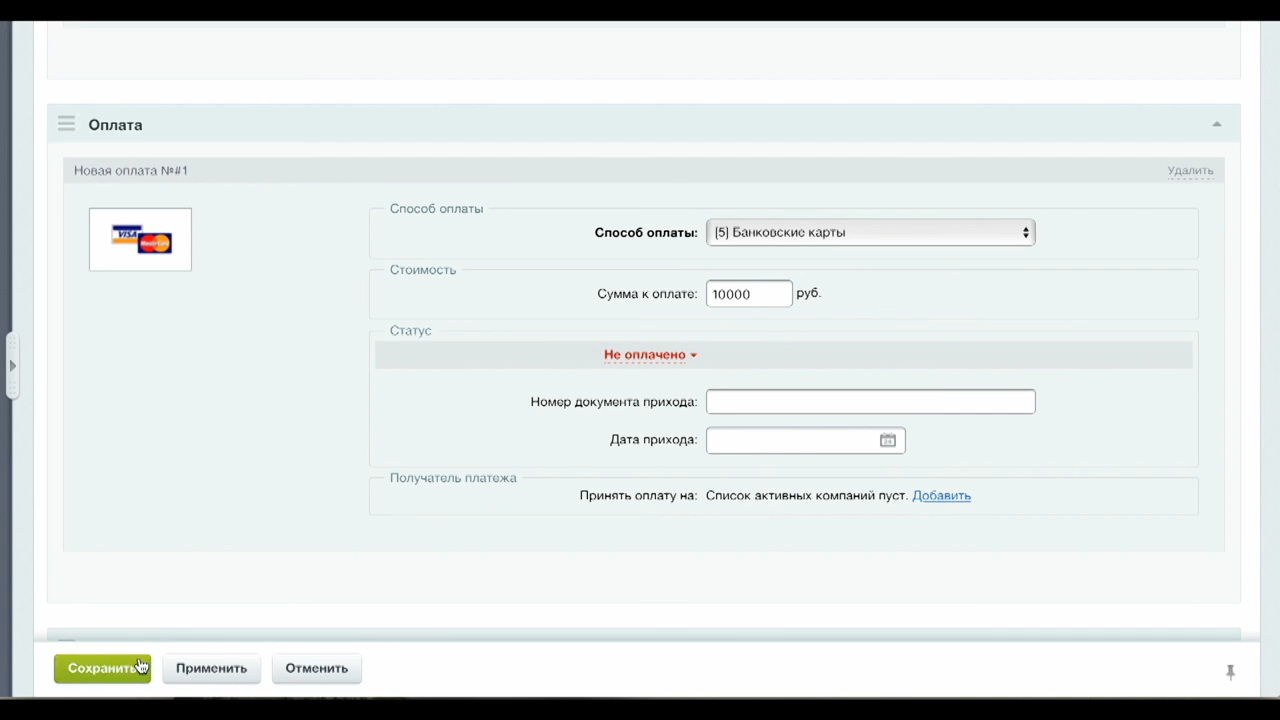 Оплата
Новая оплата №#1
Удалить
VISA
MasterCard
Способ оплаты
Способ оплаты: [5] Банковские карты
Стоимость
Сумма к оплате: 10000 руб.
Статус
Не оплачено
Номер документа прихода:
Дата прихода:
Получатель платежа
Принять оплату на: Список активных компаний пуст. Добавить
Сохранить Применить Отменить